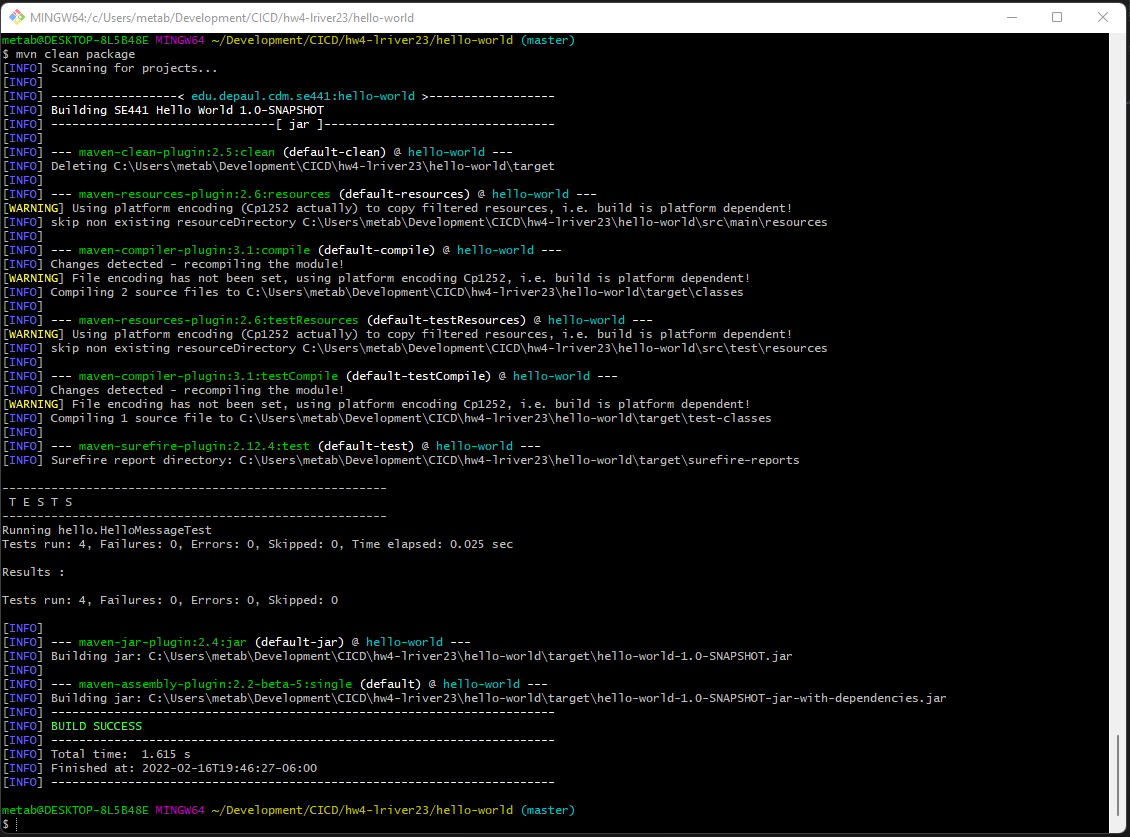 MINGW64:/c/Users/metab/Development/CICD/hw4-lriver23/hello-world
metab@DESKTOP-8L5B48E MINGW64 ~/Development/CICD/hw4-lriver23/hello-world (master)
$ mvn clean package
[INFO] Scanning for projects...
[INFO]
[INFO] ------------------< edu.depaul.cdm.se441:hello-world >------------------
[INFO] Building SE441 Hello World 1.0-SNAPSHOT
[INFO] --------------------------------[ jar ]---------------------------------
[INFO]
[INFO] --- maven-clean-plugin:2.5:clean (default-clean) @ hello-world ---
[INFO] Deleting C:\Users\metab\Development\CICD\hw4-lriver23\hello-world\target
[INFO]
[INFO] --- maven-resources-plugin:2.6:resources (default-resources) @ hello-world ---
[WARNING] Using platform encoding (Cp1252 actually) to copy filtered resources, i.e. build is platform dependent!
[INFO] skip non existing resourceDirectory C:\Users\metab\Development\CICD\hw4-lriver23\hello-world\src\main\resources
[INFO]
[INFO] --- maven-compiler-plugin:3.1:compile (default-compile) @ hello-world ---
[INFO] Changes detected - recompiling the module!
[WARNING] File encoding has not been set, using platform encoding Cp1252, i.e. build is platform dependent!
[INFO] Compiling 2 source files to C:\Users\metab\Development\CICD\hw4-lriver23\hello-world\target\classes
[INFO]
[INFO] --- maven-resources-plugin:2.6:testResources (default-testResources) @ hello-world ---
[WARNING] Using platform encoding (Cp1252 actually) to copy filtered resources, i.e. build is platform dependent!
[INFO] skip non existing resourceDirectory C:\Users\metab\Development\CICD\hw4-lriver23\hello-world\src\test\resources
[INFO]
[INFO] --- maven-compiler-plugin:3.1:testCompile (default-testCompile) @ hello-world ---
[INFO] Changes detected - recompiling the module!
[WARNING] File encoding has not been set, using platform encoding Cp1252, i.e. build is platform dependent!
[INFO] Compiling 1 source file to C:\Users\metab\Development\CICD\hw4-lriver23\hello-world\target\test-classes
[INFO]
[INFO] --- maven-surefire-plugin:2.12.4:test (default-test) @ hello-world ---
[INFO] Surefire report directory: C:\Users\metab\Development\CICD\hw4-lriver23\hello-world\target\surefire-reports
-------------------------------------------------------
T E S T S
-------------------------------------------------------
Running hello.HelloMessageTest
Tests run: 4, Failures: 0, Errors: 0, Skipped: 0, Time elapsed: 0.025 sec
Results :
Tests run: 4, Failures: 0, Errors: 0, Skipped: 0
[INFO]
[INFO] --- maven-jar-plugin:2.4:jar (default-jar) @ hello-world ---
[INFO] Building jar: C:\Users\metab\Development\CICD\hw4-lriver23\hello-world\target\hello-world-1.0-SNAPSHOT.jar
[INFO]
[INFO] --- maven-assembly-plugin:2.2-beta-5:single (default) @ hello-world ---
[INFO] Building jar: C:\Users\metab\Development\CICD\hw4-lriver23\hello-world\target\hello-world-1.0-SNAPSHOT-jar-with-dependencies.jar
[INFO] ------------------------------------------------------------------------
[INFO] BUILD SUCCESS
[INFO] ------------------------------------------------------------------------
[INFO] Total time:  1.615 s
[INFO] Finished at: 2022-02-16T19:46:27-06:00
[INFO] ------------------------------------------------------------------------
metab@DESKTOP-8L5B48E MINGW64 ~/Development/CICD/hw4-lriver23/hello-world (master)
$